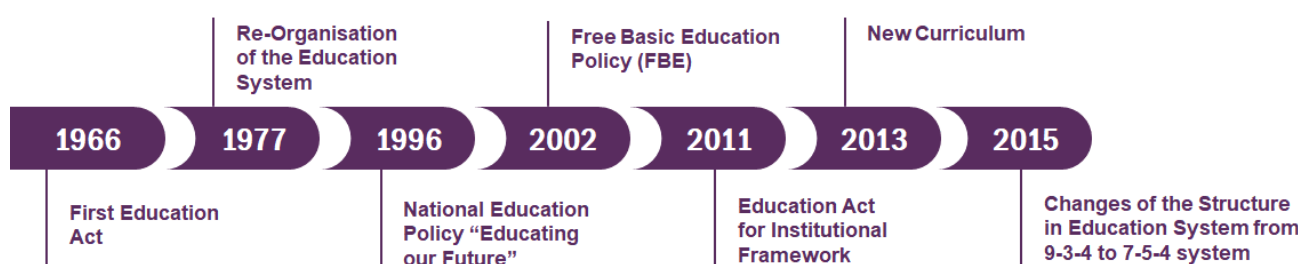 Re-Organisation
of the Education
System
Free Basic Education
Policy (FBE)
New Curriculum
1966
1977
1996
2002
2011
2013
2015
First Education
Act
National Education
Policy “Educating
our Future”
Education Act
for Institutional
Framework
Changes of the Structure
in Education System from
9-3-4 to 7-5-4 system